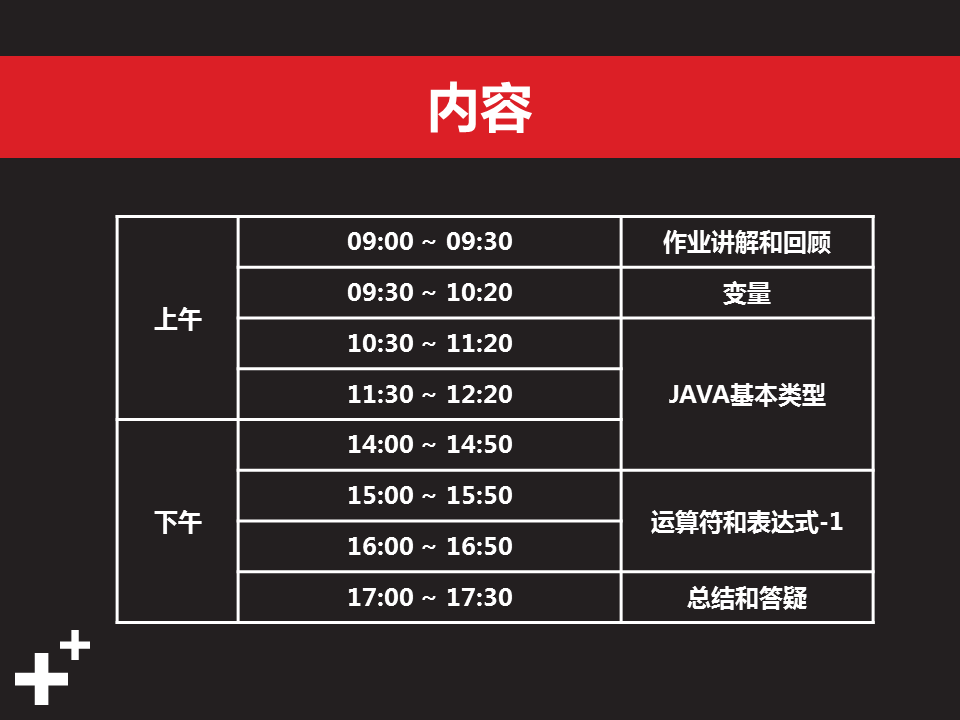 内容
上午
09:00 ~ 09:30
作业讲解和回顾
09:30 ~ 10:20
变量
10:30 ~ 11:20
JAVA基本类型
11:30 ~ 12:20
下午
14:00 ~ 14:50
15:00 ~ 15:50
运算符和表达式-1
16:00 ~ 16:50
17:00 ~ 17:30
总结和答疑